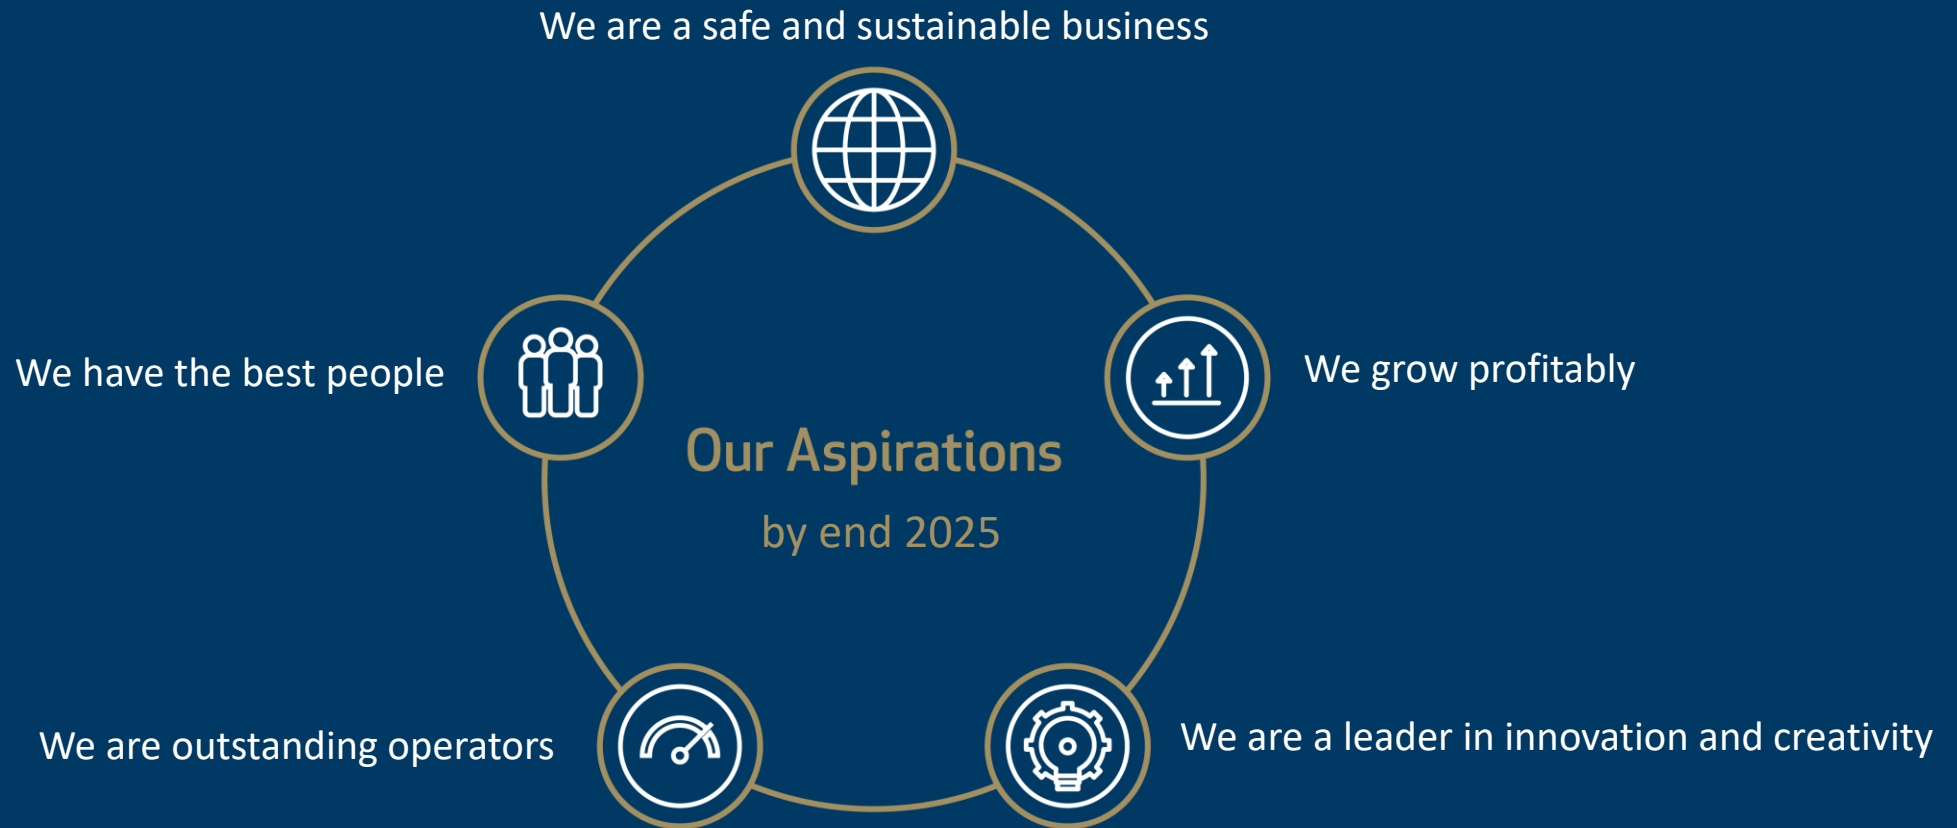 We are a safe and sustainable business
We have the best people
We grow profitably
Our Aspirations
by end 2025
We are outstanding operators
We are a leader in innovation and creativity